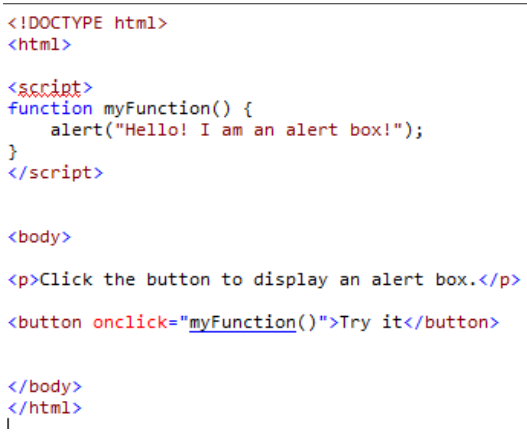 <!DOCTYPE html>
<html>
<script>
function myFunction() {
    alert("Hello! I am an alert box!");
}
</script>
<body>
<p>Click the button to display an alert box.</p>
<button onclick="myFunction()">Try it</button>
</body>
</html>